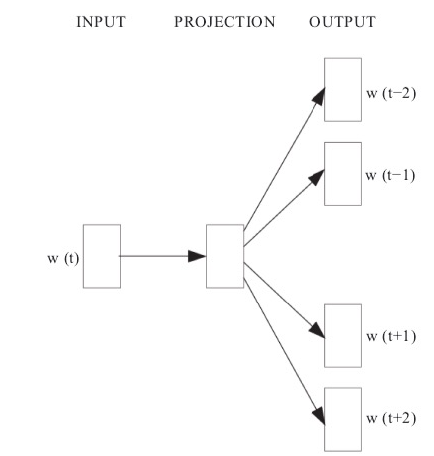 INPUT PROJECTION OUTPUT
w (t−2)
w (t−1)
w (t)
w (t+1)
w (t+2)